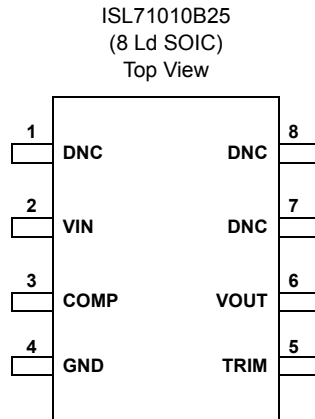 ISL71010B25
(8 Ld SOIC)
Top View
1 DNC DNC 8
2 VIN DNC 7
3 COMP VOUT 6
4 GND TRIM 5